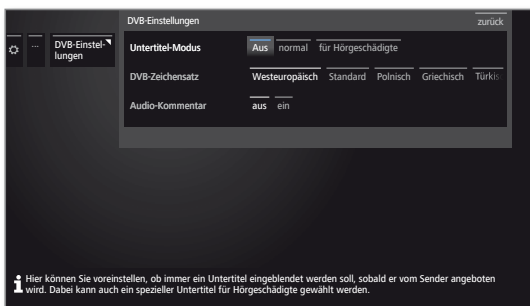 DVB-Einstellungen zurück
... DVB-Einstel-
lungen
Untertitel-Modus Aus normal für Hörgeschädigte
DVB-Zeichensatz Westeuropäisch Standard Polnisch Griechisch Türkis
Audio-Kommentar aus ein
Hier können Sie voreinstellen, ob immer ein Untertitel eingeblendet werden soll, sobald er vom Sender angeboten
wird. Dabei kann auch ein spezieller Untertitel für Hörgeschädigte gewählt werden.